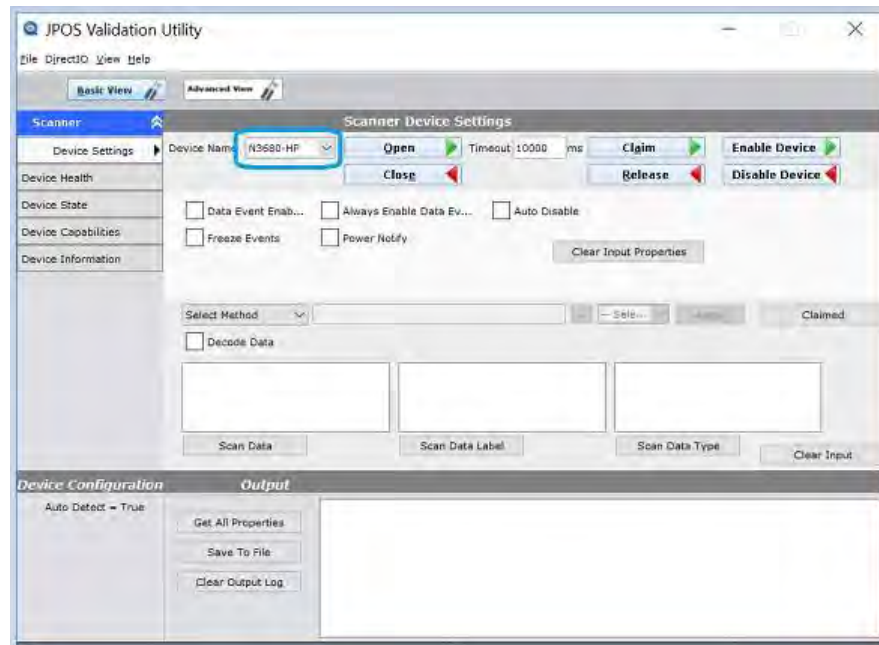 JPOS Validation Utility
File DirectIO View Help
Basic View Advanced View
Scanner Scanner Device Settings
Device Settings Device Name N3680-HP Open Timeout 10000 ms Claim Enable Device
Device Health Close Release Disable Device
Device State Data Event Enab... Always Enable Data Ev... Auto Disable
Device Capabilities Freeze Events Power Notify
Device Information Clear Input Properties
Select Method -- Sele... Claimed
Decode Data
Scan Data Scan Data Label Scan Data Type Clear Input
Device Configuration Output
Auto Detect = True
Get All Properties
Save To File
Clear Output Log